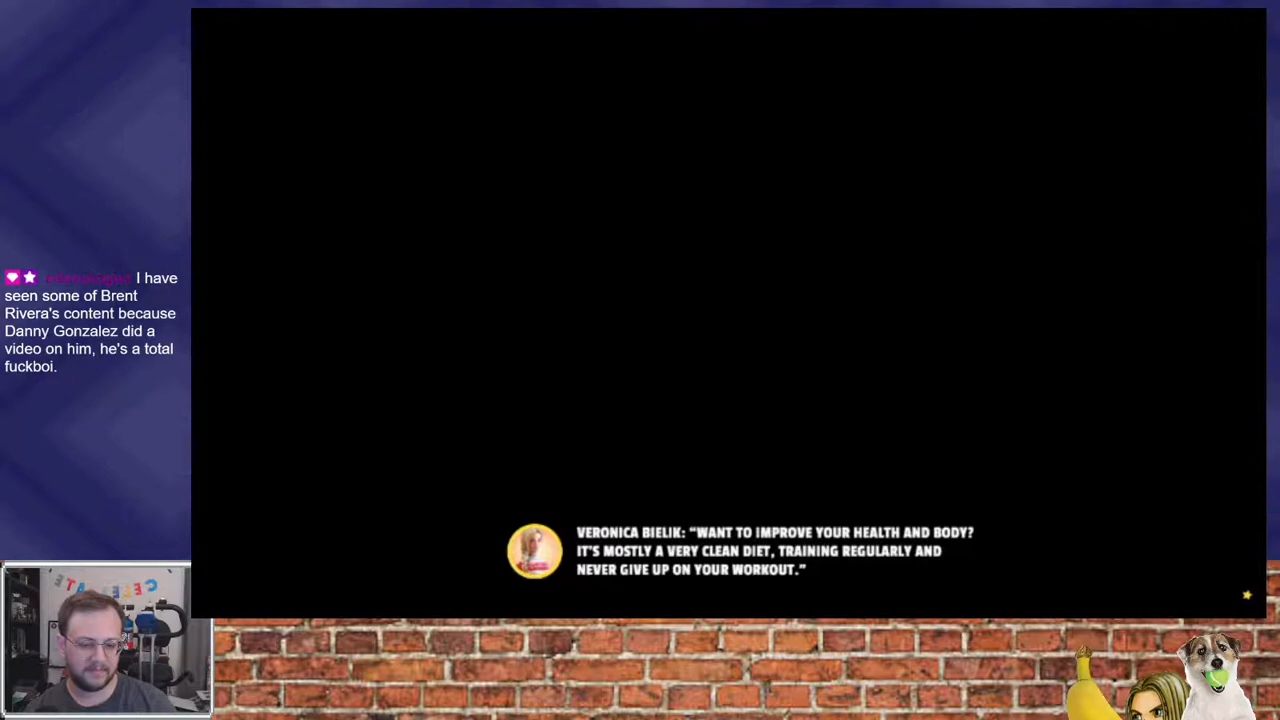 I have
seen some of Brent
Rivera's content because
Danny Gonzalez did a
video on him, he's a total
fuckboi.
VERONICA BIELIK: “WANT TO IMPROVE YOUR HEALTH AND BODY?
IT'S MOSTLY A VERY CLEAN DIET, TRAINING REGULARLY AND
NEVER GIVE UP ON YOUR WORKOUT.”